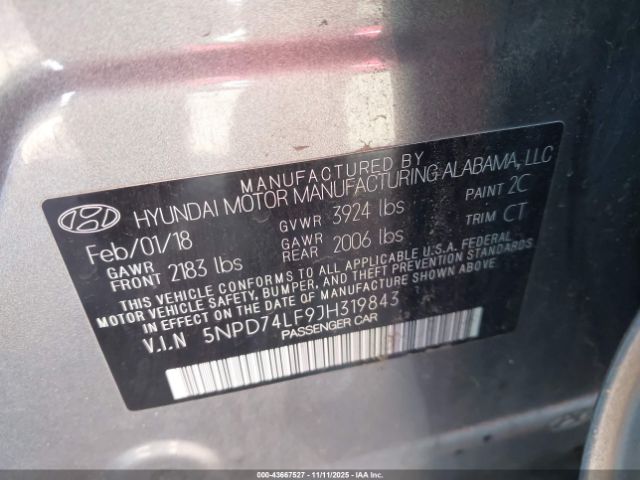 MANUFACTURED BY
HYUNDAI MOTOR MANUFACTURING ALABAMA, LLC
Feb/01/18 GVWR 3924 lbs PAINT 2C
GAWR FRONT 2183 lbs GAWR REAR 2006 lbs TRIM CT
THIS VEHICLE CONFORMS TO ALL APPLICABLE U.S.A. FEDERAL
MOTOR VEHICLE SAFETY, BUMPER, AND THEFT PREVENTION STANDARDS
IN EFFECT ON THE DATE OF MANUFACTURE SHOWN ABOVE.
V.I.N 5NPD74LF9JH319843
PASSENGER CAR
000-43667527 - 11/11/2025 - IAAI.CA